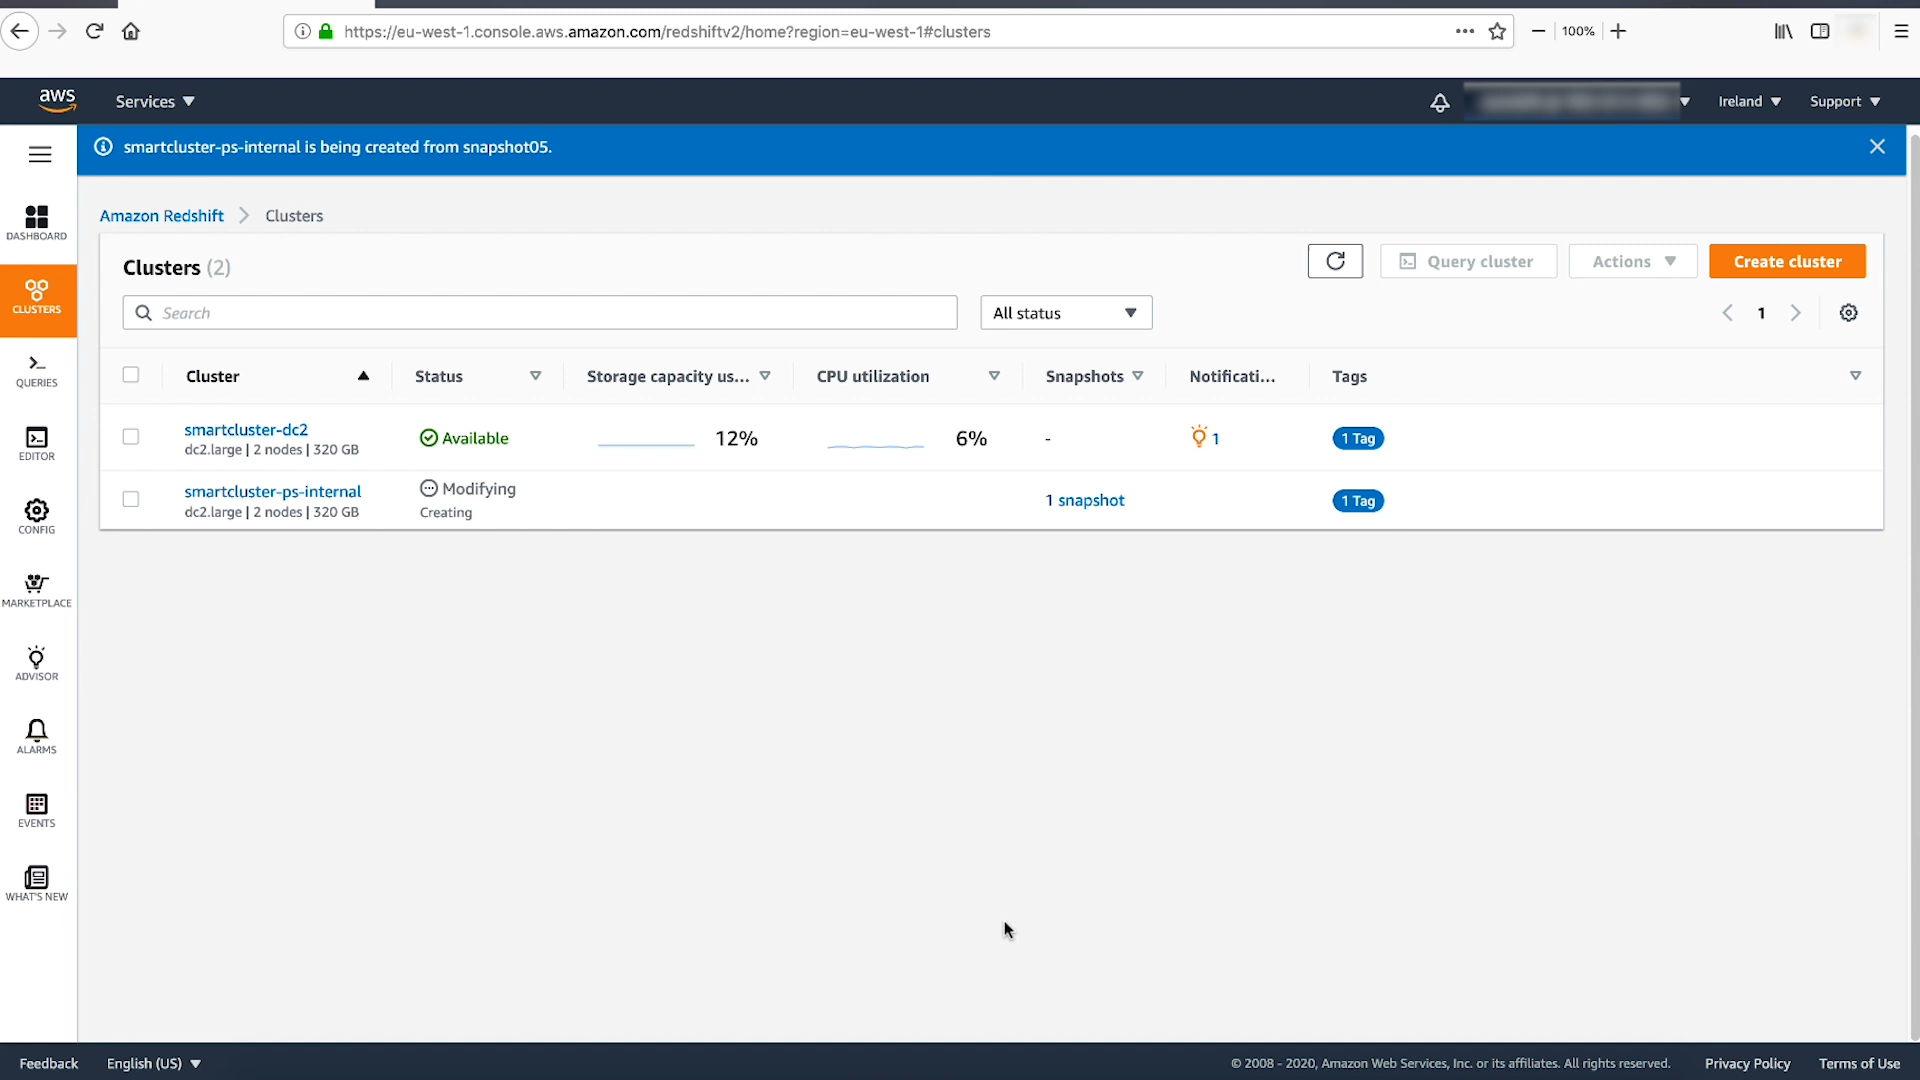 https://eu-west-1.console.aws.amazon.com/redshiftv2/home?region=eu-west-1#clusters
100%
aws
Services
Ireland
Support
smartcluster-ps-internal is being created from snapshot05.
DASHBOARD
CLUSTERS
QUERIES
EDITOR
CONFIG
MARKETPLACE
ADVISOR
ALARMS
EVENTS
WHAT'S NEW
Amazon Redshift > Clusters
Clusters (2)
Query cluster
Actions
Create cluster
Search
All status
1
Cluster Status Storage capacity us... CPU utilization Snapshots Notificati... Tags
smartcluster-dc2
dc2.large | 2 nodes | 320 GB
Available 12% 6% - 1 1 Tag
smartcluster-ps-internal
dc2.large | 2 nodes | 320 GB
Modifying
Creating
1 snapshot 1 Tag
Feedback English (US) © 2008 - 2020, Amazon Web Services, Inc. or its affiliates. All rights reserved. Privacy Policy Terms of Use